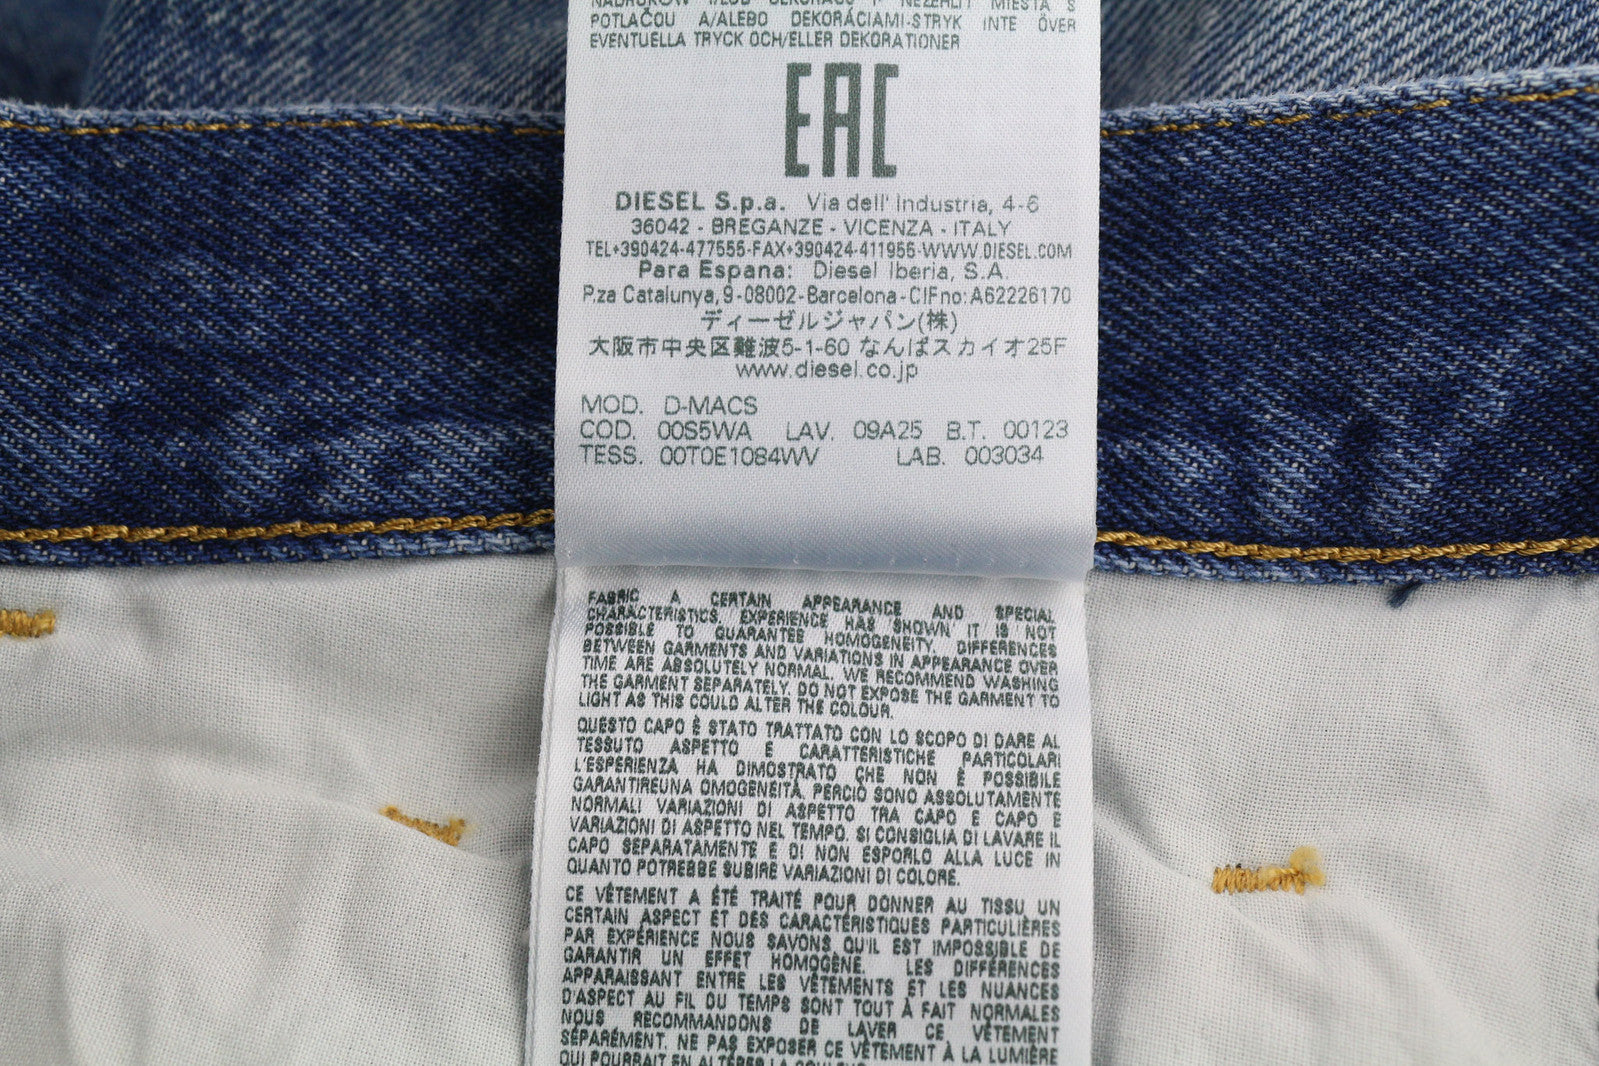 NADRUKÓW I/LUB DEKORACJI
NEZEHLIT MIESTA S
POTLAČOU A/ALEBO DEKORÁCIAMI-STRYK INTE ÖVER
EVENTUELLA TRYCK OCH/ELLER DEKORATIONER
EAC
DIESEL S.p.a. Via dell' Industria, 4-6
36042 - BREGANZE - VICENZA - ITALY
TEL+390424-477555-FAX+390424-411955-WWW.DIESEL.COM
Para Espana: Diesel Iberia, S.A.
P.za Catalunya, 9-08002-Barcelona-CIFno:A62226170
ディーゼルジャパン(株)
大阪市中央区難波5-1-60 なんばスカイオ25F
www.diesel.co.jp
MOD. D-MACS
COD. 00S5WA LAV. 09A25 B.T. 00123
TESS. 00T0E1084WV LAB. 003034
FABRIC A CERTAIN APPEARANCE AND SPECIAL
CHARACTERISTICS. EXPERIENCE HAS SHOWN IT IS NOT
POSSIBLE TO GUARANTEE HOMOGENEITY. DIFFERENCES
BETWEEN GARMENTS AND VARIATIONS IN APPEARANCE OVER
TIME ARE ABSOLUTELY NORMAL. WE RECOMMEND WASHING
THE GARMENT SEPARATELY. DO NOT EXPOSE THE GARMENT TO
LIGHT AS THIS COULD ALTER THE COLOUR.
QUESTO CAPO È STATO TRATTATO CON LO SCOPO DI DARE AL
TESSUTO ASPETTO E CARATTERISTICHE PARTICOLARI
L'ESPERIENZA HA DIMOSTRATO CHE NON È POSSIBILE
GARANTIREUNA OMOGENEITÀ, PERCIÒ SONO ASSOLUTAMENTE
NORMALI VARIAZIONI DI ASPETTO TRA CAPO E CAPO E
VARIAZIONI DI ASPETTO NEL TEMPO. SI CONSIGLIA DI LAVARE IL
CAPO SEPARATAMENTE E DI NON ESPORLO ALLA LUCE IN
QUANTO POTREBBE SUBIRE VARIAZIONI DI COLORE.
CE VÊTEMENT A ÉTÉ TRAITÉ POUR DONNER AU TISSU UN
CERTAIN ASPECT ET DES CARACTÉRISTIQUES PARTICULIÈRES
PAR EXPÉRIENCE NOUS SAVONS QU'IL EST IMPOSSIBLE DE
GARANTIR UN EFFET HOMOGÈNE. LES DIFFÉRENCES
APPARAISSANT ENTRE LES VÊTEMENTS ET LES NUANCES
D'ASPECT AU FIL DU TEMPS SONT TOUT À FAIT NORMALES
NOUS RECOMMANDONS DE LAVER CE VÊTEMENT
SÉPARÉMENT. NE PAS EXPOSER CE VÊTEMENT À LA LUMIÈRE
QUI POURRAIT EN ALTÉRER LA COULEUR